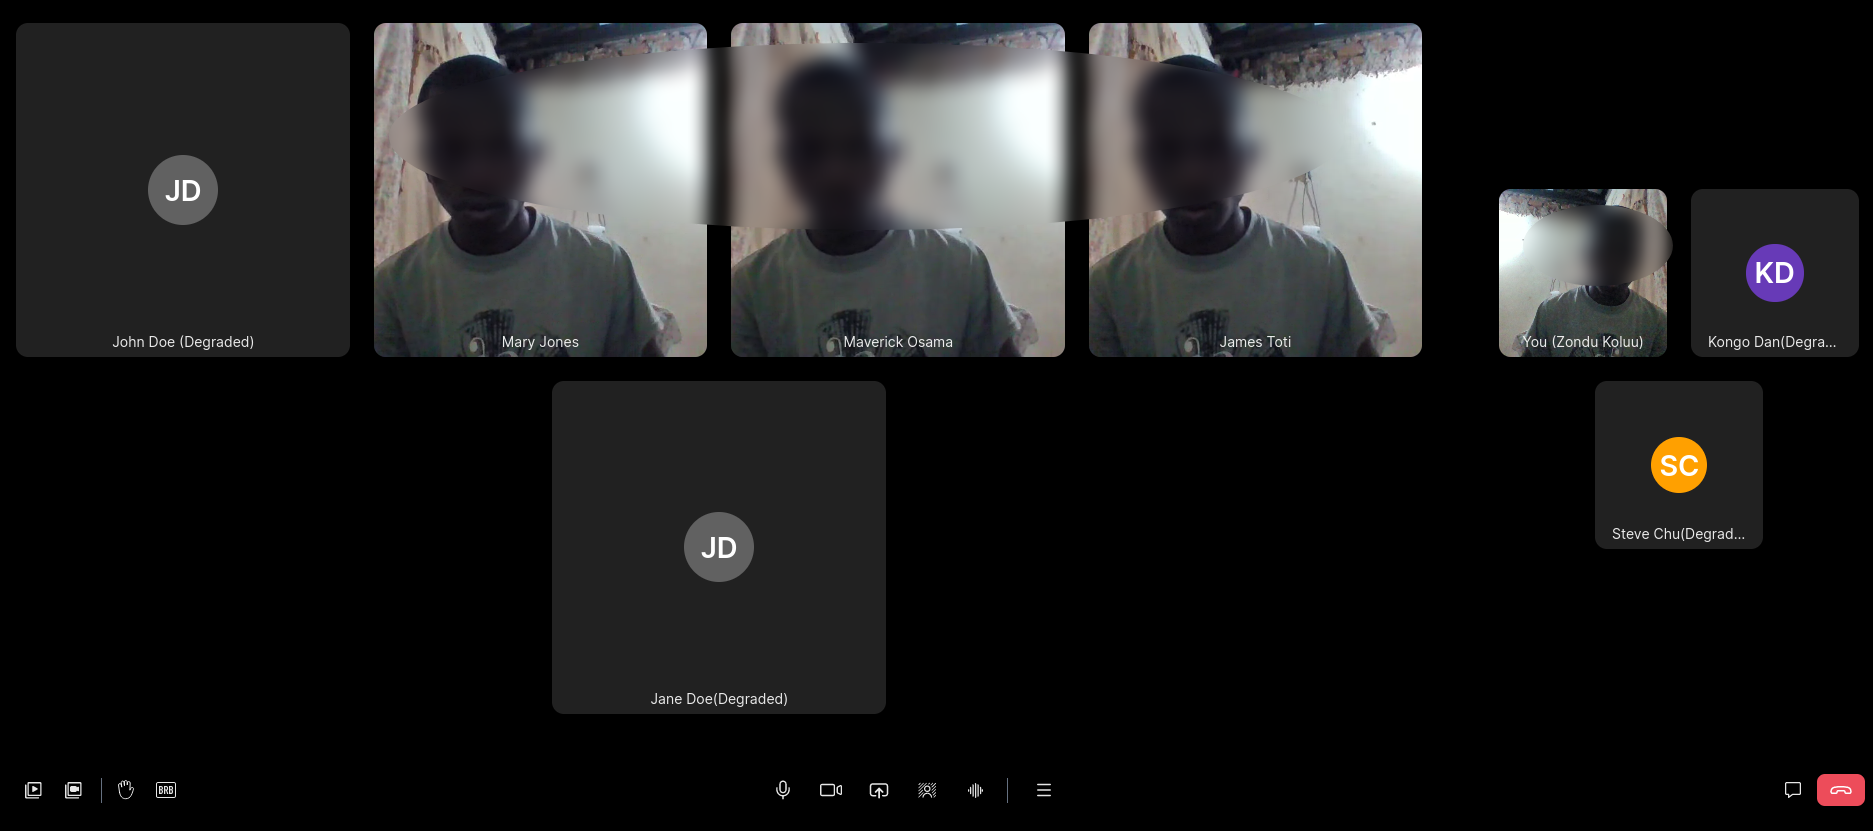 JD
John Doe (Degraded)
Mary Jones
Maverick Osama
James Toti
You (Zondu Koluu)
KD
Kongo Dan(Degra...
JD
Jane Doe(Degraded)
SC
Steve Chu(Degrad...
BRB